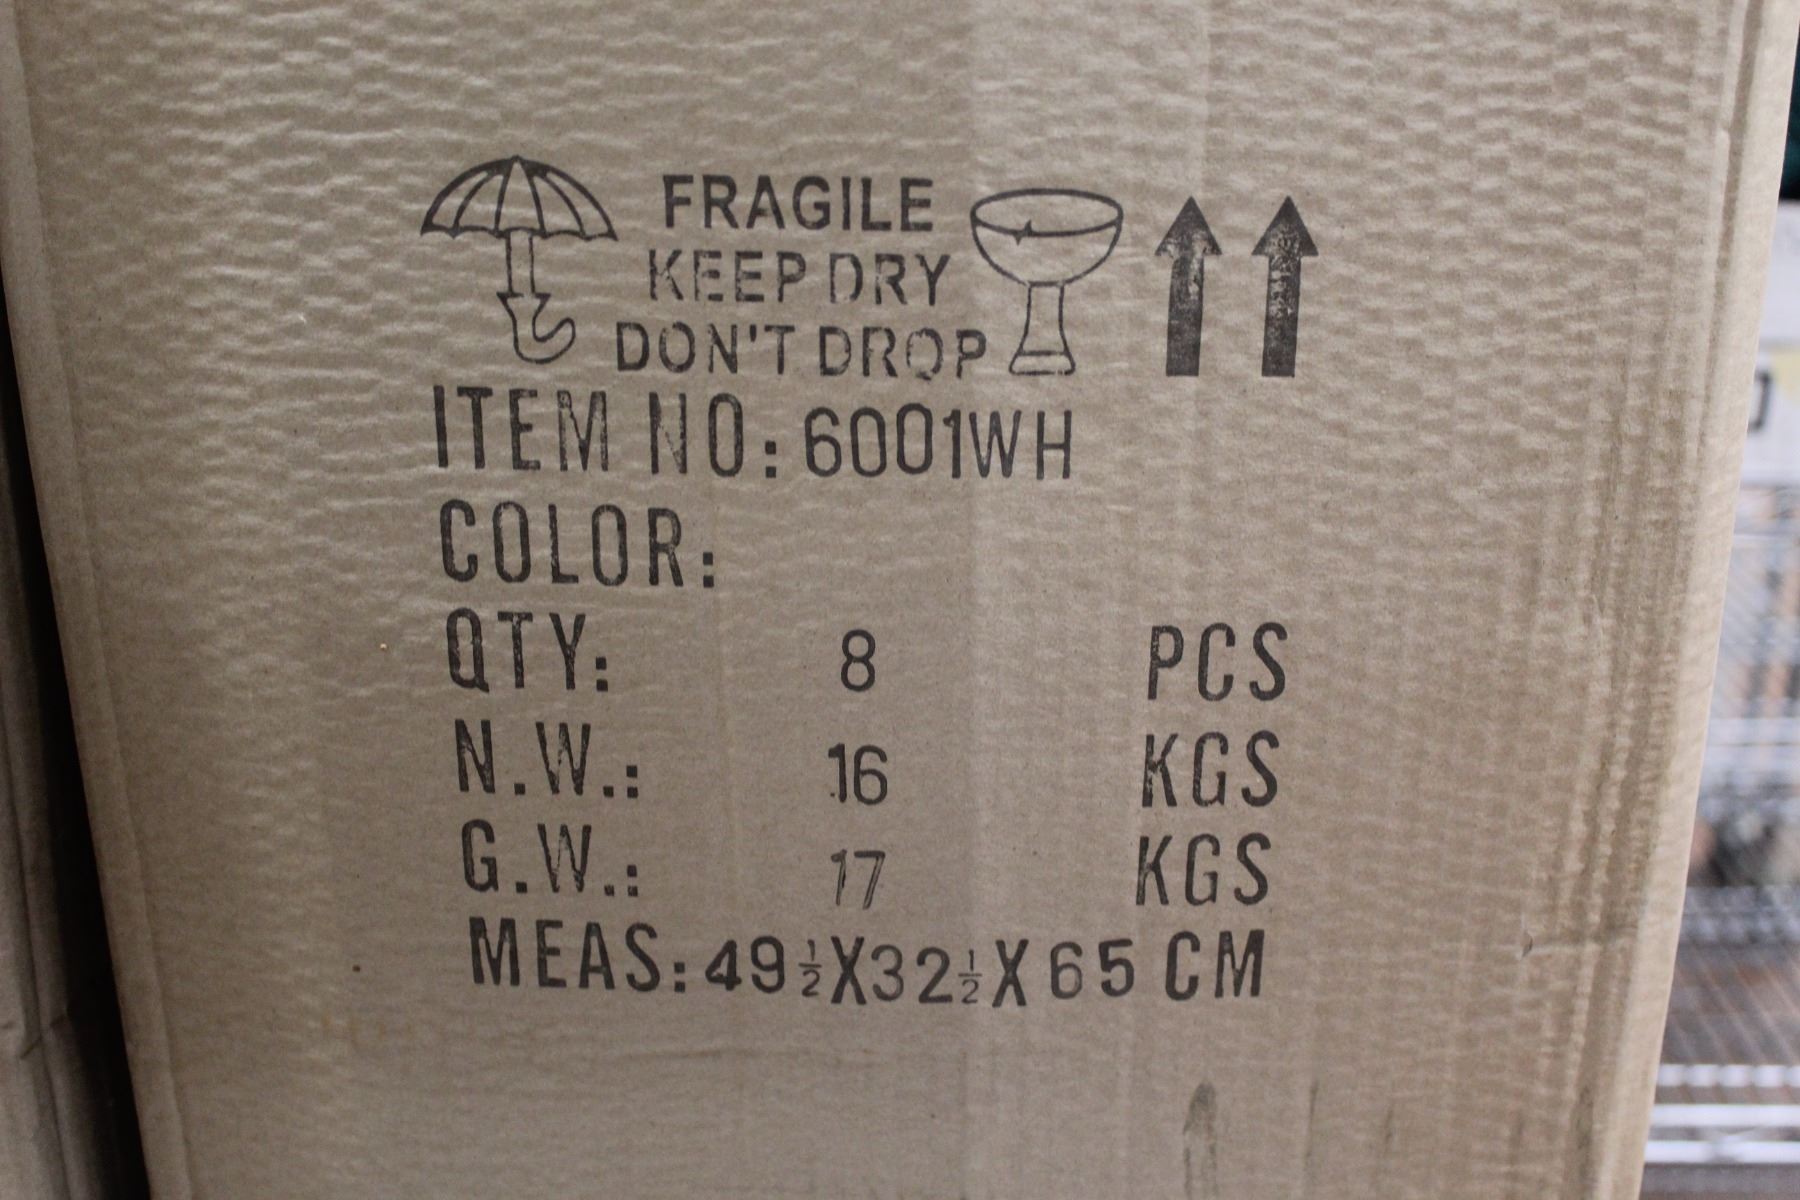 FRAGILE
KEEP DRY
DON'T DROP
ITEM NO: 6001WH
COLOR:
QTY: 8 PCS
N.W.: 16 KGS
G.W.: 17 KGS
MEAS: 49½X32½X65 CM